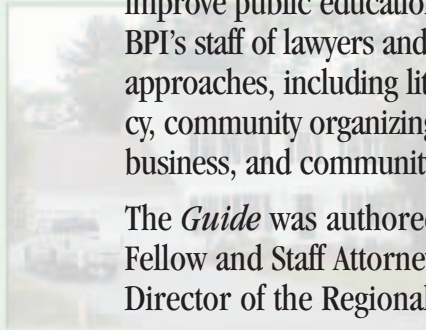 improve public education
BPI's staff of lawyers and
approaches, including lit
cy, community organizing
business, and communit
The Guide was authored
Fellow and Staff Attorne
Director of the Regional